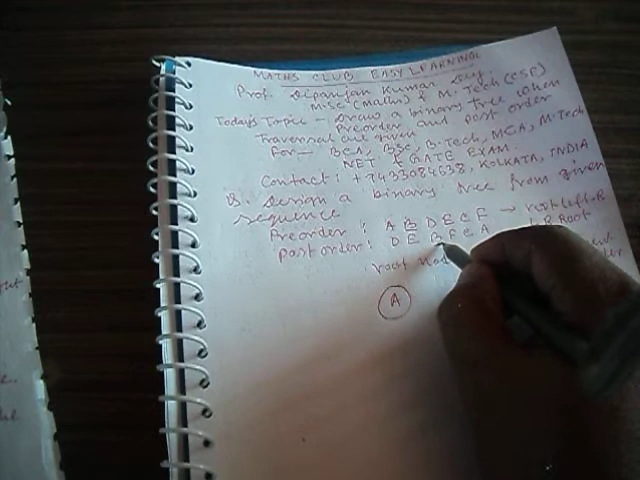 MATHS CLUB EASY LEARNING
Prof. Dipanjan Kumar Dey
M.Sc (Maths) & M.Tech (CSE)
Today's Topic - Draw a binary tree when
Preorder and post order
Traversal are given
For - BCA, BSc, B.Tech, MCA, M.Tech
NET & GATE EXAM.
Contact: KOLKATA, INDIA
Q. Design a binary tree from given
sequence
Preorder : A B D E C F → root left R
Post order : D E B F C A R Root
root
A